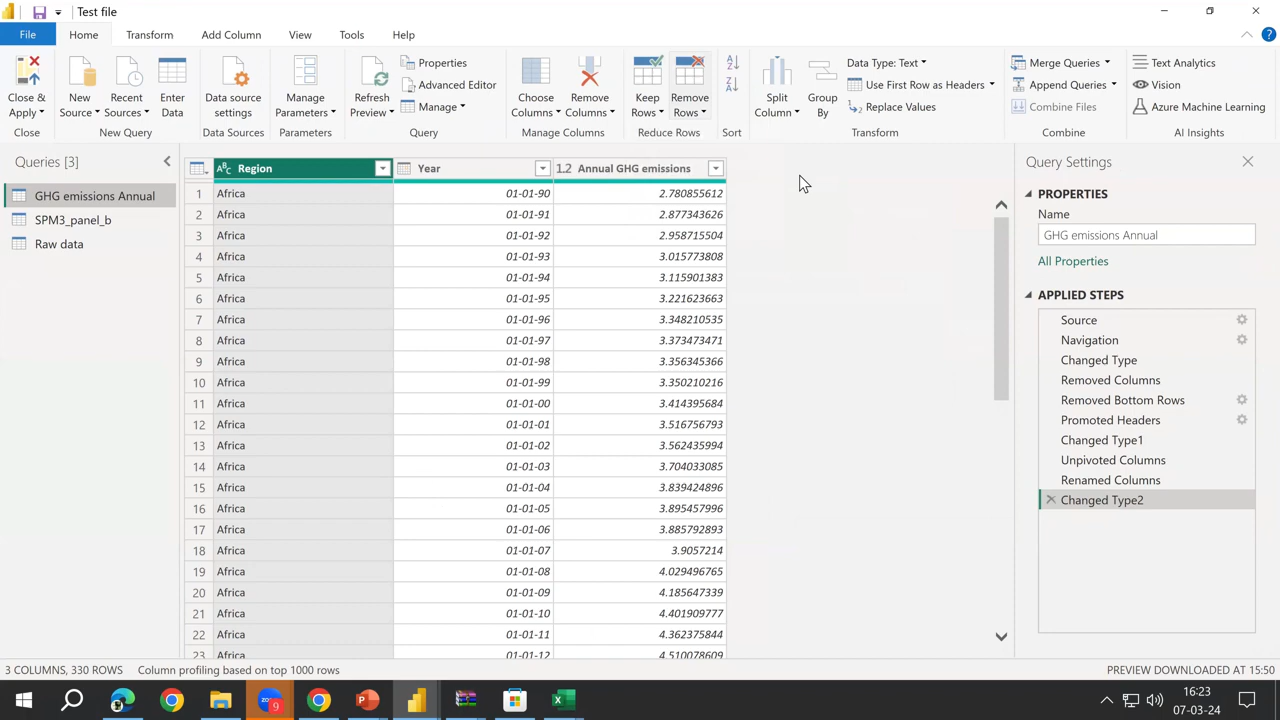 Test file
File Home Transform Add Column View Tools Help
Close & Apply
New Source
Recent Sources
Enter Data
Data source settings
Manage Parameters
Refresh Preview
Properties
Advanced Editor
Manage
Choose Columns
Remove Columns
Keep Rows
Remove Rows
Split Column
Group By
Data Type: Text
Use First Row as Headers
Replace Values
Merge Queries
Append Queries
Combine Files
Text Analytics
Vision
Azure Machine Learning
Close New Query Data Sources Parameters Query Manage Columns Reduce Rows Sort Transform Combine AI Insights
Queries [3]
GHG emissions Annual
SPM3_panel_b
Raw data
ABC Region Year 1.2 Annual GHG emissions
1 Africa 01-01-90 2.780855612
2 Africa 01-01-91 2.877343626
3 Africa 01-01-92 2.958715504
4 Africa 01-01-93 3.015773808
5 Africa 01-01-94 3.115901383
6 Africa 01-01-95 3.221623663
7 Africa 01-01-96 3.348210535
8 Africa 01-01-97 3.373473471
9 Africa 01-01-98 3.356345366
10 Africa 01-01-99 3.350210216
11 Africa 01-01-00 3.414395684
12 Africa 01-01-01 3.516756793
13 Africa 01-01-02 3.562435994
14 Africa 01-01-03 3.704033085
15 Africa 01-01-04 3.839424896
16 Africa 01-01-05 3.895457996
17 Africa 01-01-06 3.885792893
18 Africa 01-01-07 3.9057214
19 Africa 01-01-08 4.029496765
20 Africa 01-01-09 4.185647339
21 Africa 01-01-10 4.401909777
22 Africa 01-01-11 4.362375844
23 Africa 01-01-12 4.510078609
Query Settings
PROPERTIES
Name
GHG emissions Annual
All Properties
APPLIED STEPS
Source
Navigation
Changed Type
Removed Columns
Removed Bottom Rows
Promoted Headers
Changed Type1
Unpivoted Columns
Renamed Columns
Changed Type2
3 COLUMNS, 330 ROWS Column profiling based on top 1000 rows PREVIEW DOWNLOADED AT 15:50
16:23
07-03-24